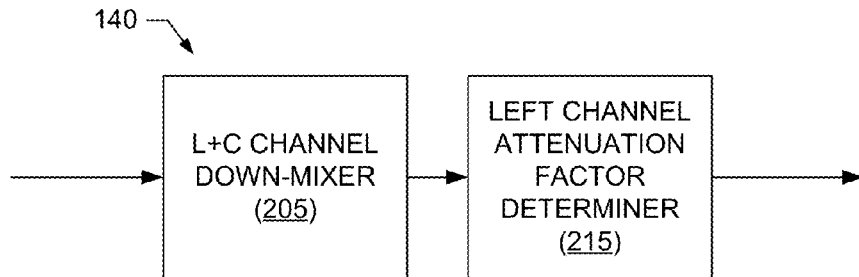 140
L+C CHANNEL
DOWN-MIXER
(205)
LEFT CHANNEL
ATTENUATION
FACTOR
DETERMINER
(215)